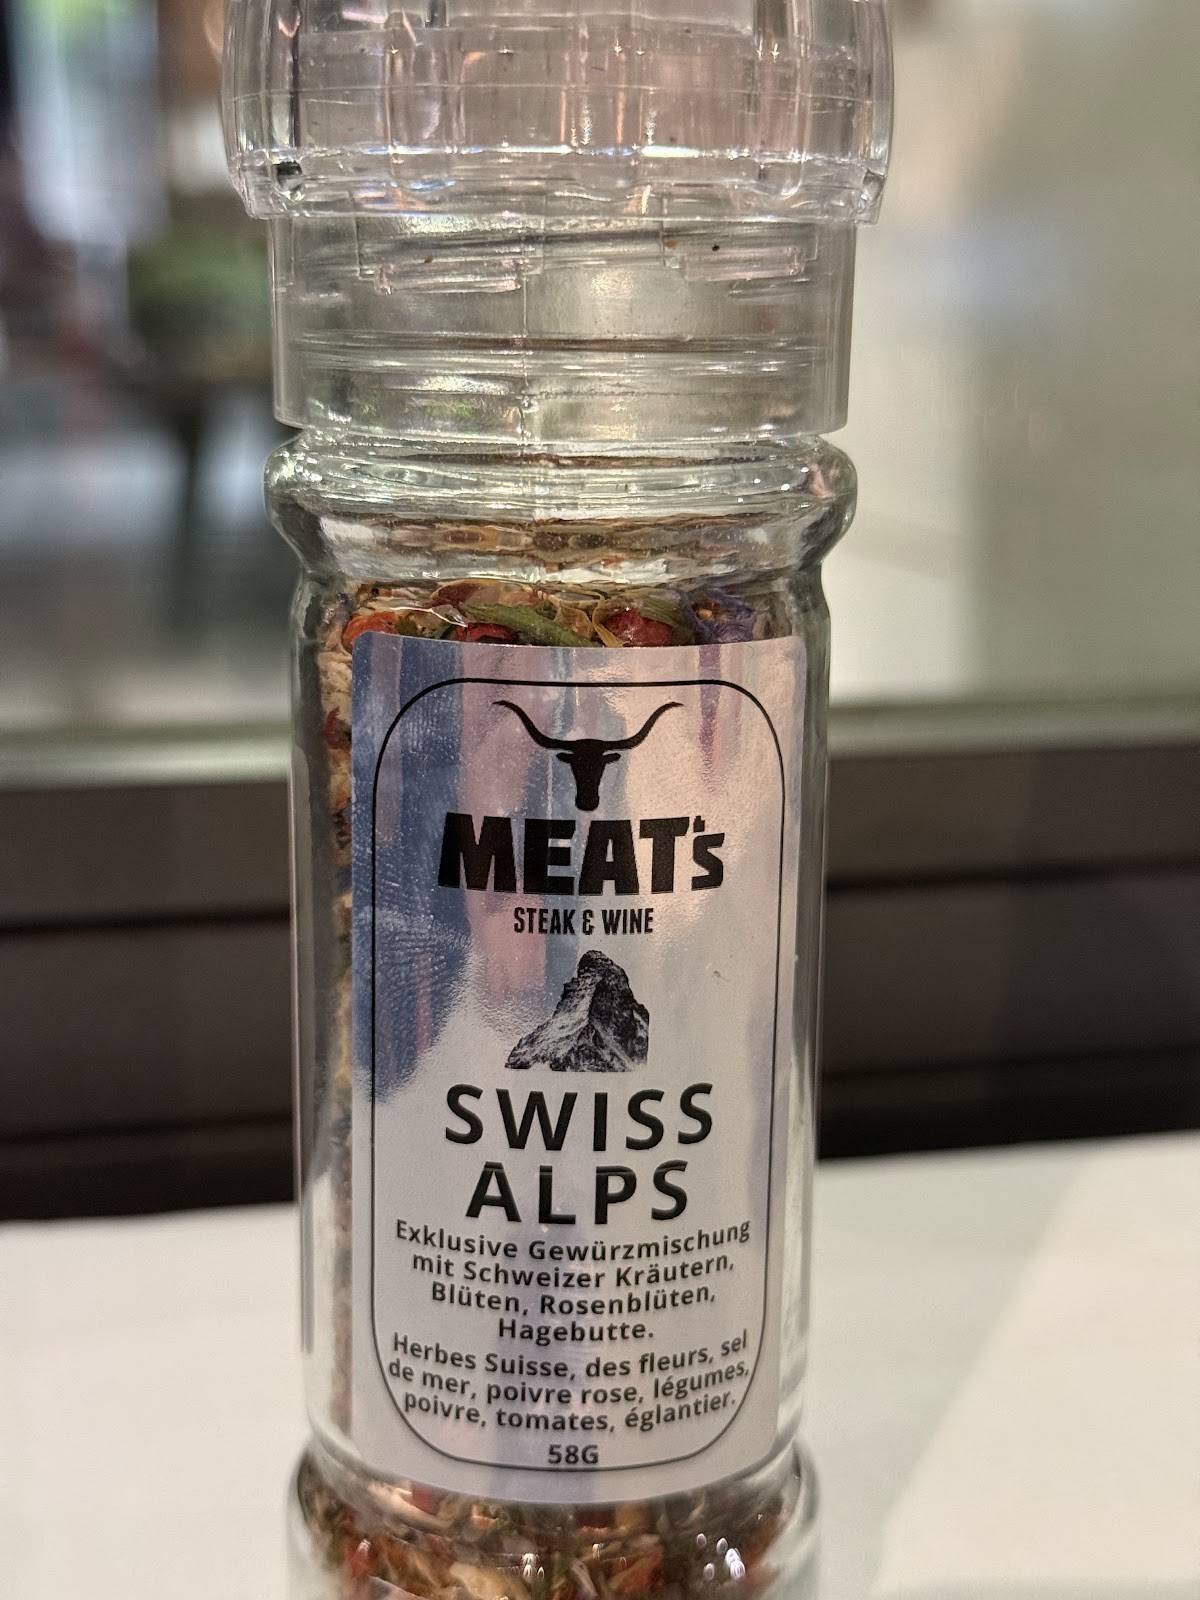 MEAT's
STEAK & WINE
SWISS
ALPS
Exklusive Gewürzmischung
mit Schweizer Kräutern,
Blüten, Rosenblüten,
Hagebutte.
Herbes Suisse, des fleurs, sel
de mer, poivre rose, légumes,
poivre, tomates, églantier.
58G